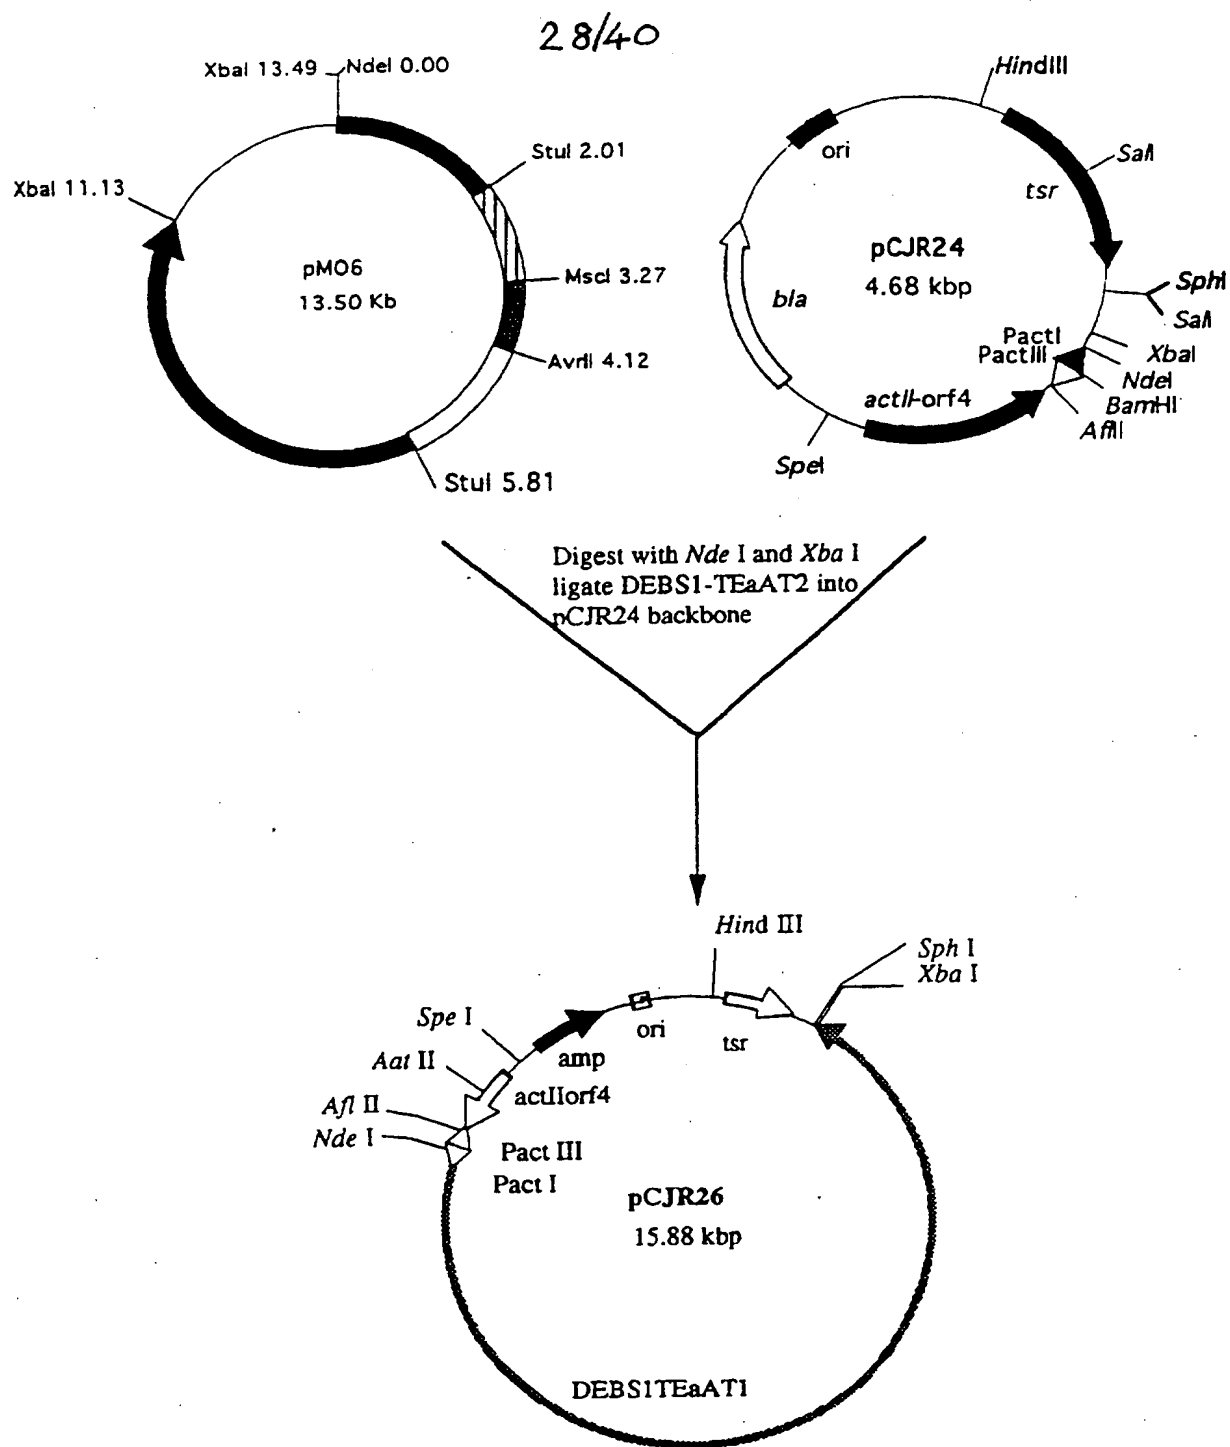 28/40
XbaI 13.49
NdeI 0.00
StuI 2.01
XbaI 11.13
pMO6
13.50 Kb
MscI 3.27
AvrII 4.12
StuI 5.81
HindIII
ori
SalI
tsr
pCJR24
4.68 kbp
bla
SphI
SalI
PactI
PactIII
XbaI
NdeI
BamHI
AflII
actII-orf4
SpeI
Digest with Nde I and Xba I
ligate DEBS1-TEaAT2 into
pCJR24 backbone
Hind III
Sph I
Xba I
Spe I
ori
tsr
amp
Aat II
actIIorf4
Afl II
Nde I
Pact III
Pact I
pCJR26
15.88 kbp
DEBS1TEaAT1